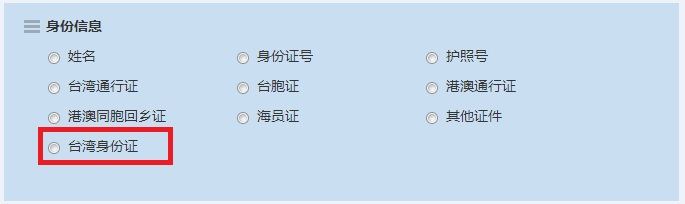 身份信息
姓名 身份证号 护照号
台湾通行证 台胞证 港澳通行证
港澳同胞回乡证 海员证 其他证件
台湾身份证